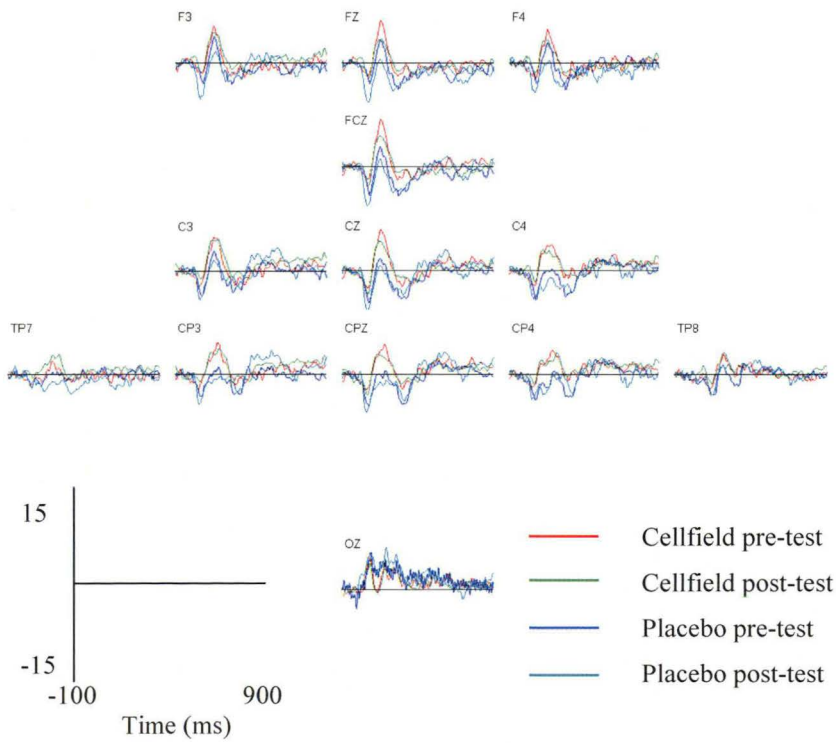 F3 FZ F4
FCZ
C3 CZ C4
TP7 CP3 CPZ CP4 TP8
15
-15
-100 900
Time (ms)
OZ
Cellfield pre-test
Cellfield post-test
Placebo pre-test
Placebo post-test